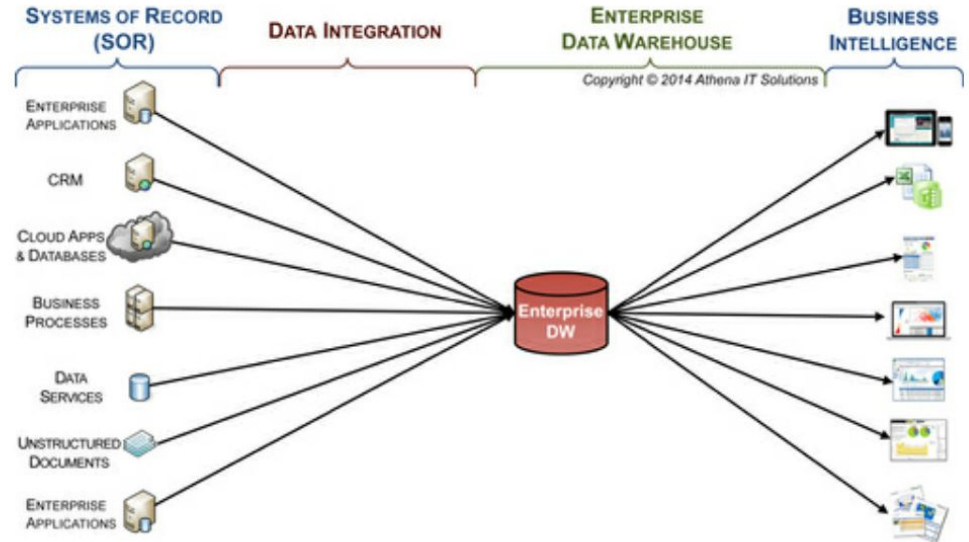 SYSTEMS OF RECORD
(SOR)
DATA INTEGRATION
ENTERPRISE
DATA WAREHOUSE
BUSINESS
INTELLIGENCE
Copyright © 2014 Athena IT Solutions
ENTERPRISE
APPLICATIONS
CRM
CLOUD APPS
& DATABASES
BUSINESS
PROCESSES
DATA
SERVICES
UNSTRUCTURED
DOCUMENTS
ENTERPRISE
APPLICATIONS
Enterprise
DW